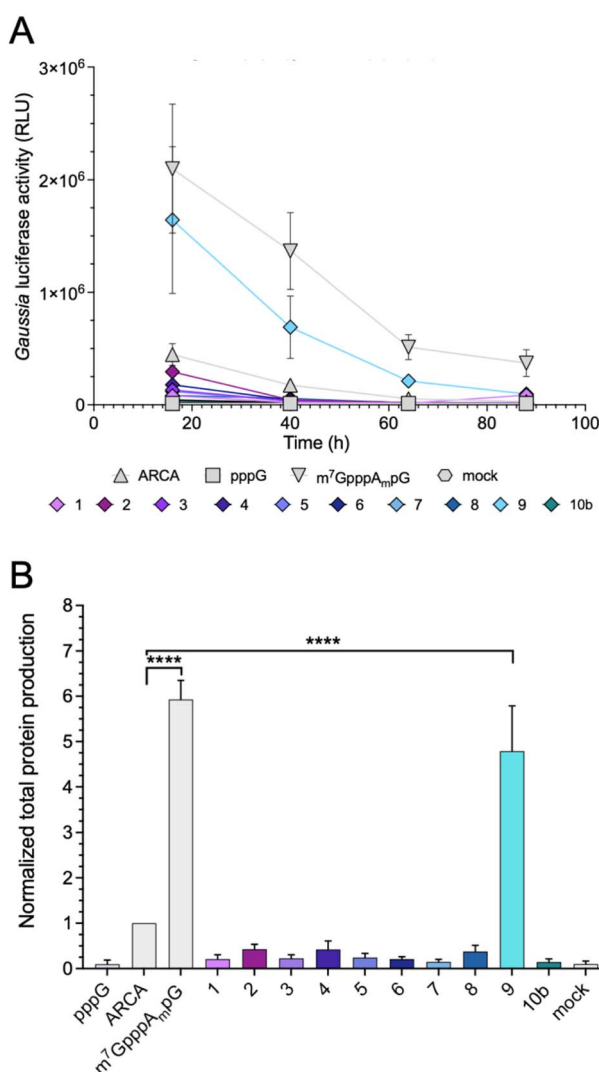 A
3×10⁶
2×10⁶
1×10⁶
0
Gaussia luciferase activity (RLU)
0 20 40 60 80 100
Time (h)
ARCA pppG m⁷GpppAₘpG mock
1 2 3 4 5 6 7 8 9 10b
B
8
7
6
5
4
3
2
1
0
Normalized total protein production
****
****
pppG ARCA m⁷GpppAₘpG 1 2 3 4 5 6 7 8 9 10b mock